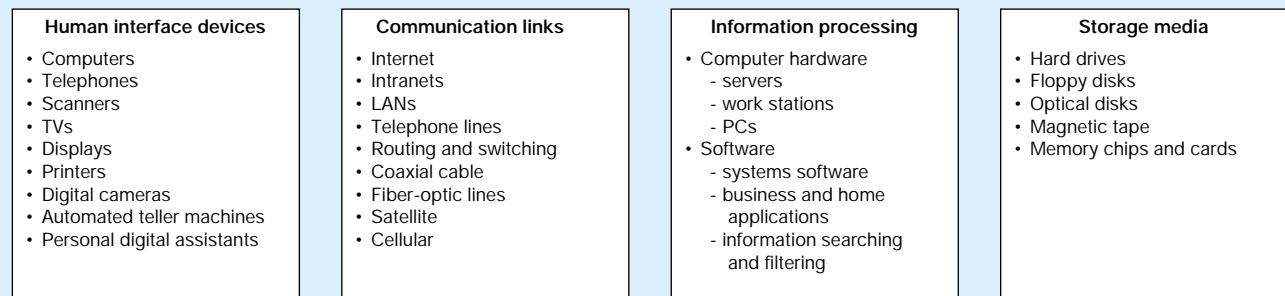 Human interface devices
• Computers
• Telephones
• Scanners
• TVs
• Displays
• Printers
• Digital cameras
• Automated teller machines
• Personal digital assistants
Communication links
• Internet
• Intranets
• LANs
• Telephone lines
• Routing and switching
• Coaxial cable
• Fiber-optic lines
• Satellite
• Cellular
Information processing
• Computer hardware
- servers
- work stations
- PCs
• Software
- systems software
- business and home
applications
- information searching
and filtering
Storage media
• Hard drives
• Floppy disks
• Optical disks
• Magnetic tape
• Memory chips and cards